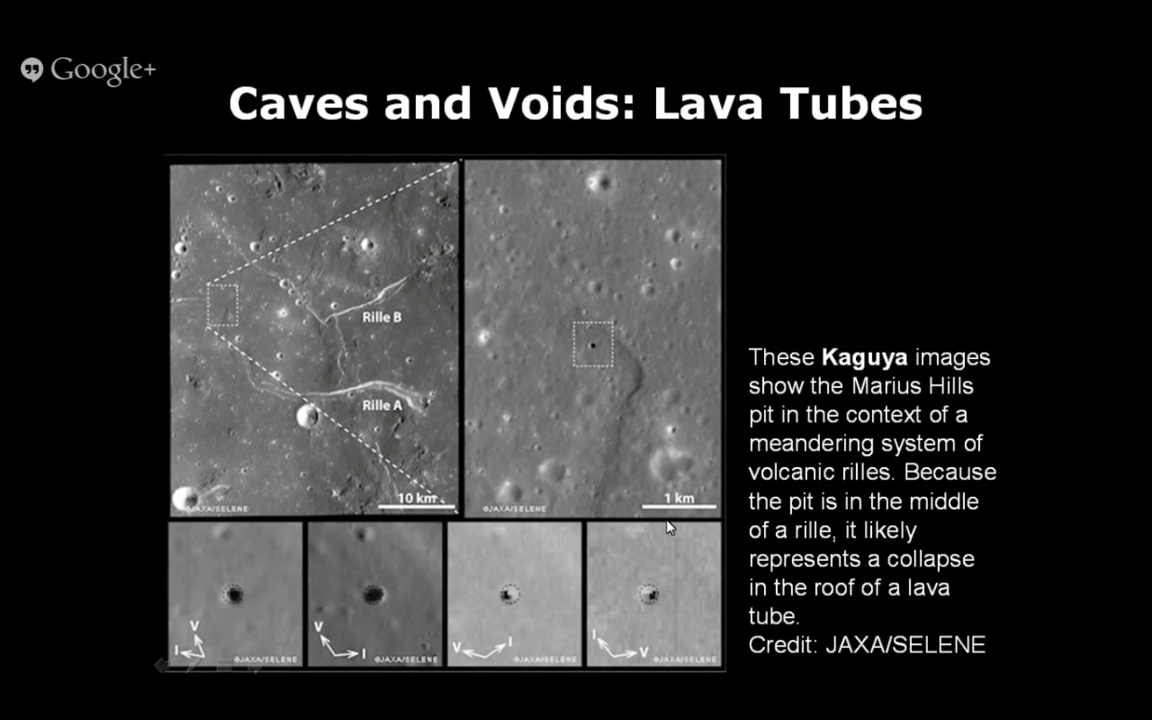 Google+
Caves and Voids: Lava Tubes
Rille B
Rille A
10 km
©JAXA/SELENE
1 km
©JAXA/SELENE
These Kaguya images
show the Marius Hills
pit in the context of a
meandering system of
volcanic rilles. Because
the pit is in the middle
of a rille, it likely
represents a collapse
in the roof of a lava
tube.
Credit: JAXA/SELENE
V
I
©JAXA/SELENE
V
I
©JAXA/SELENE
V
I
©JAXA/SELENE
I
V
©JAXA/SELENE